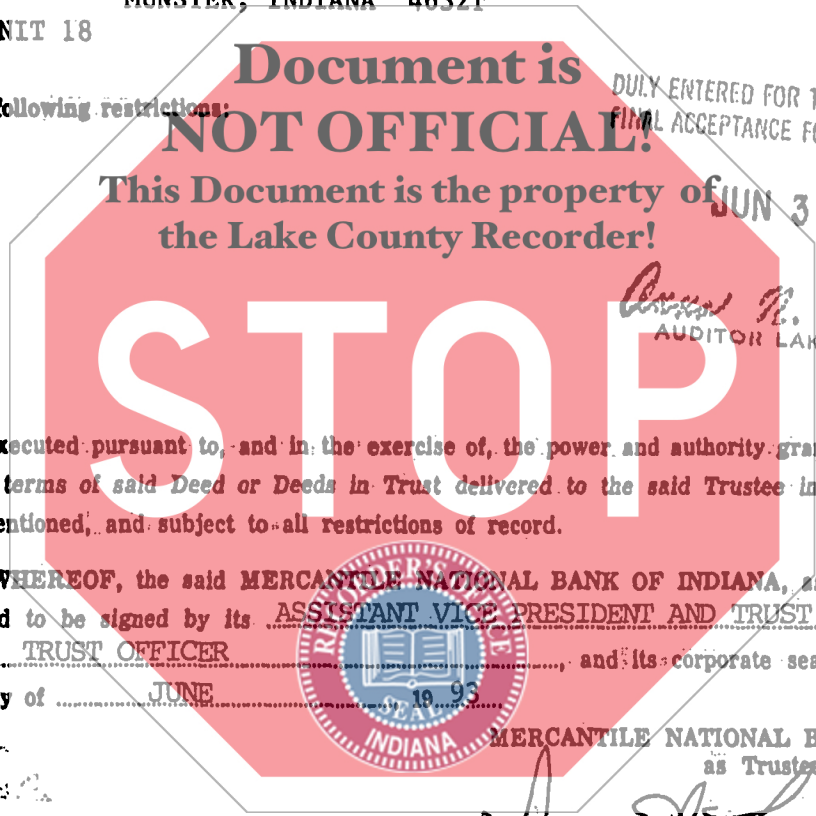 MUNSTER, INDIANA 46321
NIT 18
Document is
DULY ENTERED FOR T
ollowing restrictions:
NOT OFFICIAL!
FINAL ACCEPTANCE FO
This Document is the property of
JUN 3
the Lake County Recorder!
STOP
AUDITOR LAK
xecuted pursuant to, and in the exercise of, the power and authority gran
terms of said Deed or Deeds in Trust delivered to the said Trustee in
entioned, and subject to all restrictions of record.
WHEREOF, the said MERCANTILE NATIONAL BANK OF INDIANA, as
d to be signed by its ASSISTANT VICE PRESIDENT AND TRUST
TRUST OFFICER, and its corporate sea
y of JUNE 19 93
RECORDER'S OFFICE
SEAL
INDIANA
MERCANTILE NATIONAL B
as Trustee